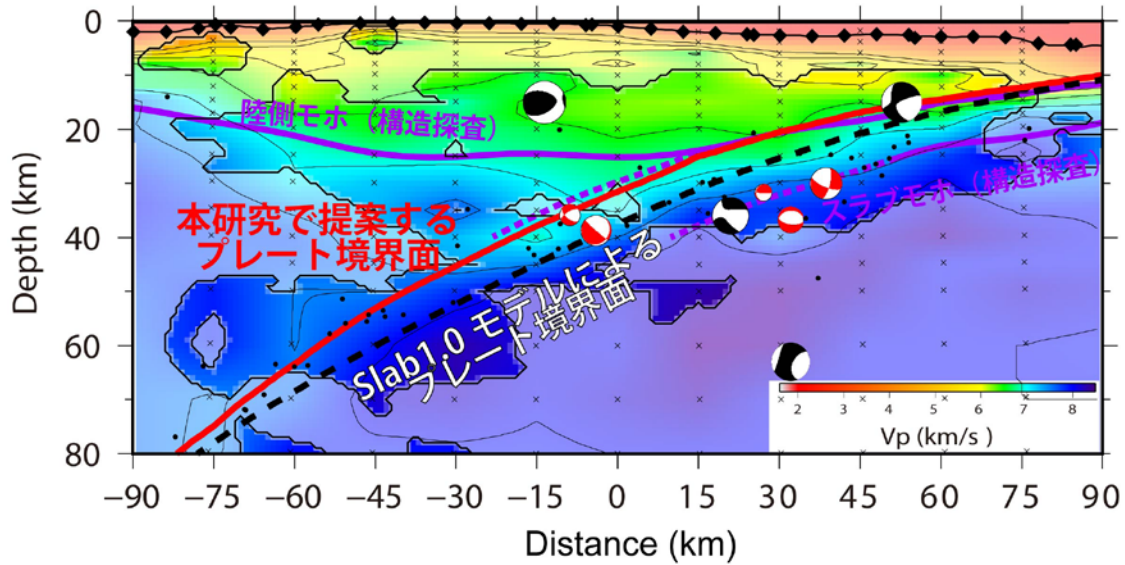 0
20
40
60
80
Depth (km)
陸側モホ（構造探査）
スラブモホ（構造探査）
本研究で提案する
プレート境界面
Slab1.0 モデルによる
プレート境界面
2 3 4 5 6 7 8
Vp (km/s )
−90 −75 −60 −45 −30 −15 0 15 30 45 60 75 90
Distance (km)